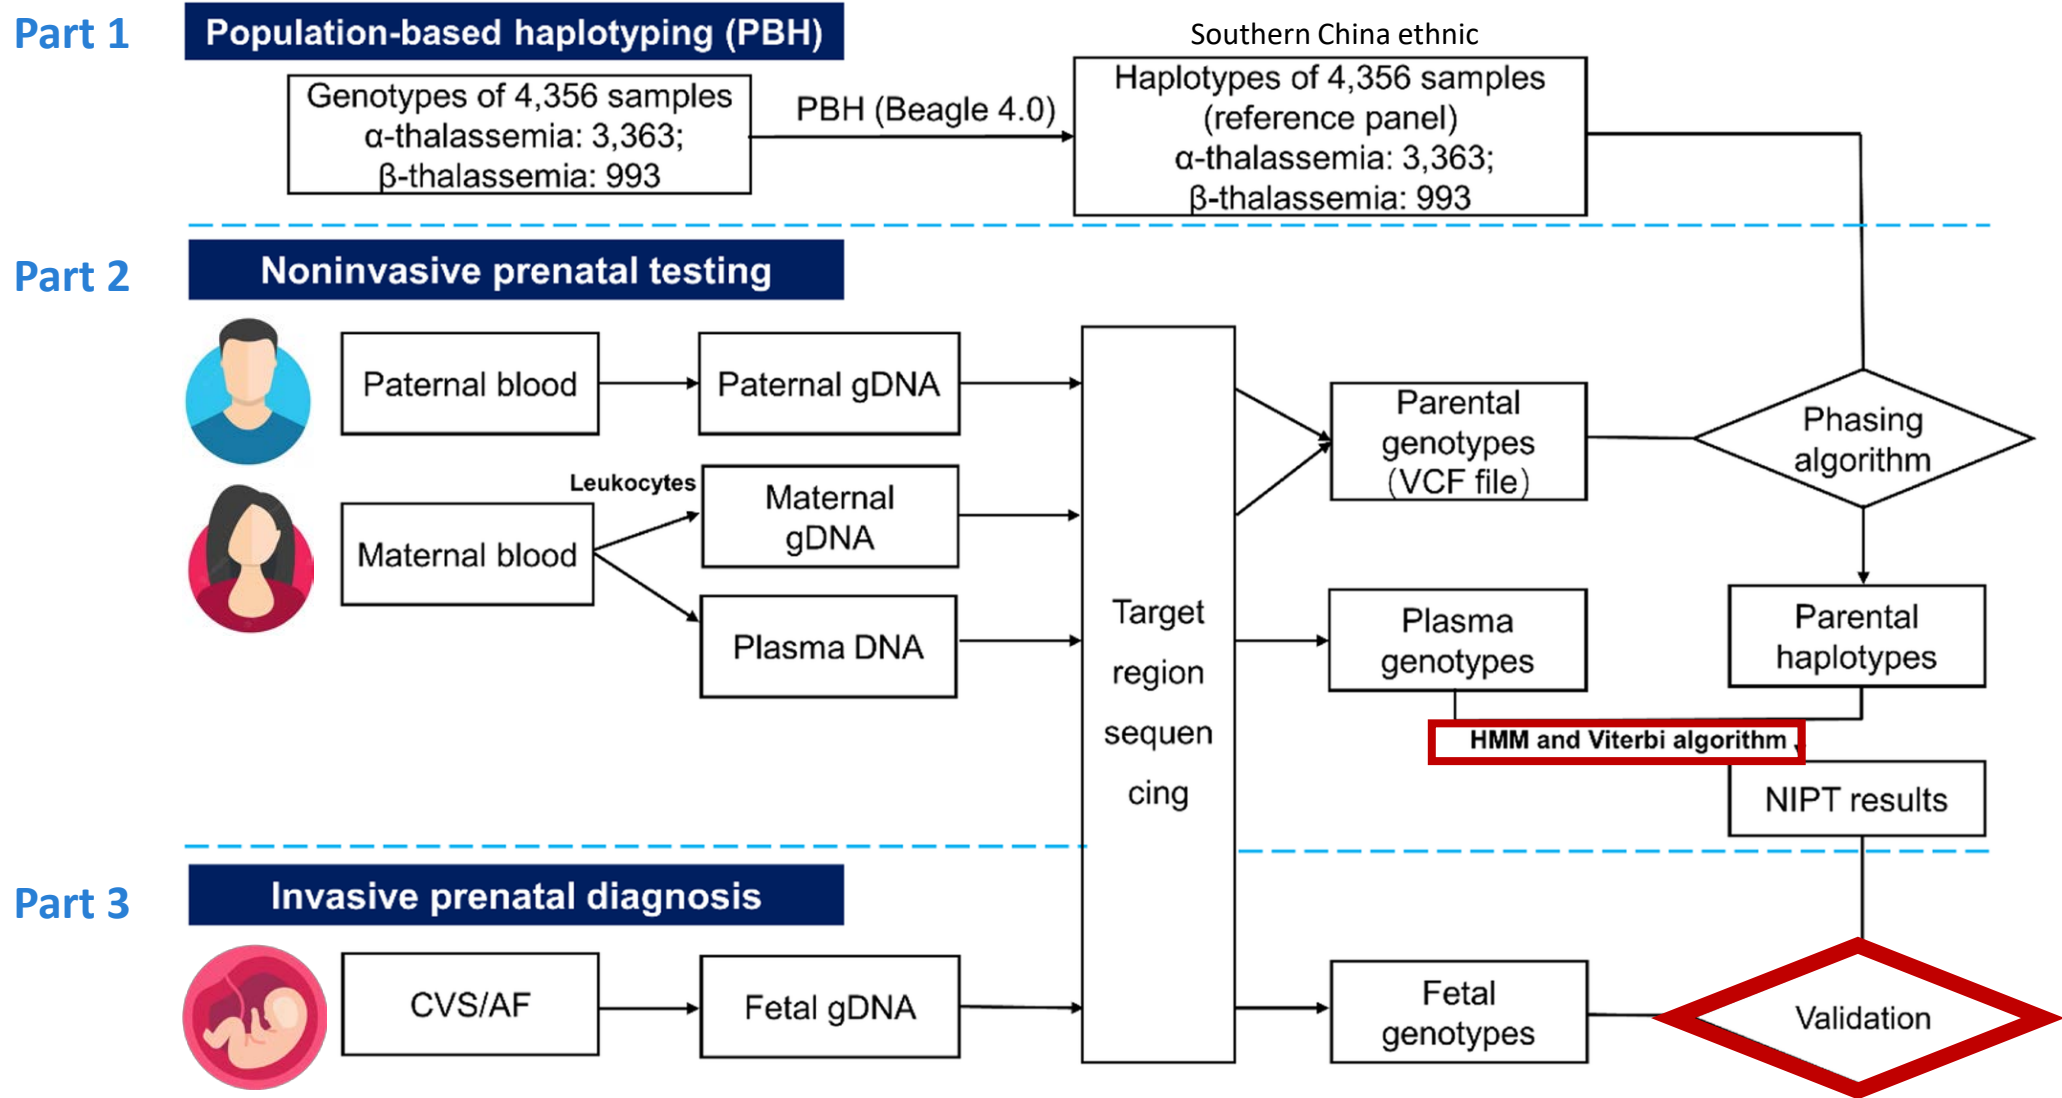 Part 1
Population-based haplotyping (PBH)
Genotypes of 4,356 samples
α-thalassemia: 3,363;
β-thalassemia: 993
PBH (Beagle 4.0)
Southern China ethnic
Haplotypes of 4,356 samples
(reference panel)
α-thalassemia: 3,363;
β-thalassemia: 993
Part 2
Noninvasive prenatal testing
Paternal blood
Paternal gDNA
Leukocytes
Maternal blood
Maternal
gDNA
Plasma DNA
Target
region
sequen
cing
Parental
genotypes
(VCF file)
Phasing
algorithm
Plasma
genotypes
Parental
haplotypes
HMM and Viterbi algorithm
NIPT results
Part 3
Invasive prenatal diagnosis
CVS/AF
Fetal gDNA
Fetal
genotypes
Validation